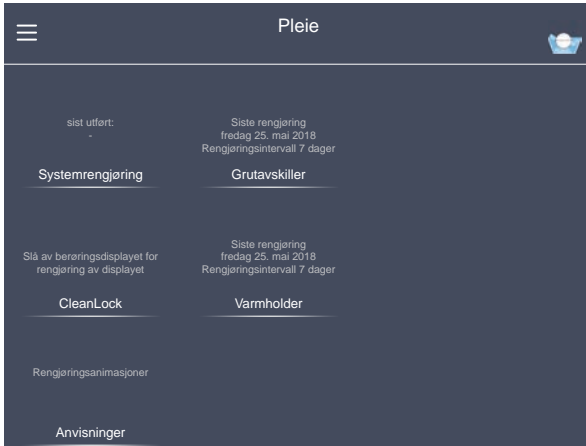 Pleie
sist utført:
-
Systemrengjøring
Siste rengjøring
fredag 25. mai 2018
Rengjøringsintervall 7 dager
Grutavskiller
Slå av berøringsdisplayet for
rengjøring av displayet
CleanLock
Siste rengjøring
fredag 25. mai 2018
Rengjøringsintervall 7 dager
Varmholder
Rengjøringsanimasjoner
Anvisninger